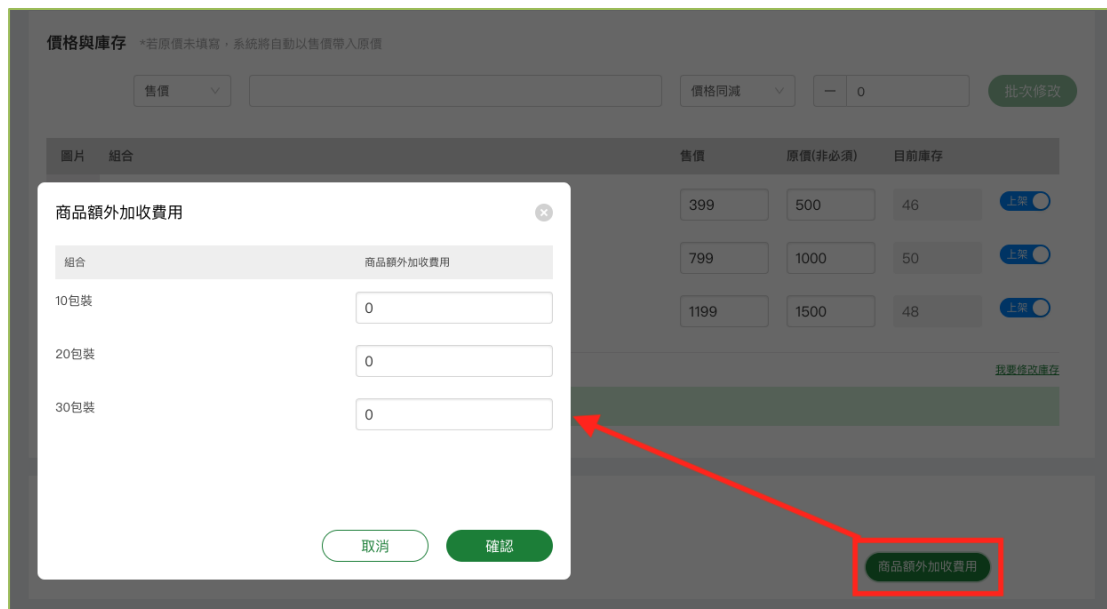 價格與庫存 *若原價未填寫，系統將自動以售價帶入原價
售價 價格同減 — 0 批次修改
圖片 組合 售價 原價(非必須) 目前庫存
399 500 46 上架
799 1000 50 上架
1199 1500 48 上架
我要修改庫存
商品額外加收費用
組合 商品額外加收費用
10包裝 0
20包裝 0
30包裝 0
取消 確認
商品額外加收費用